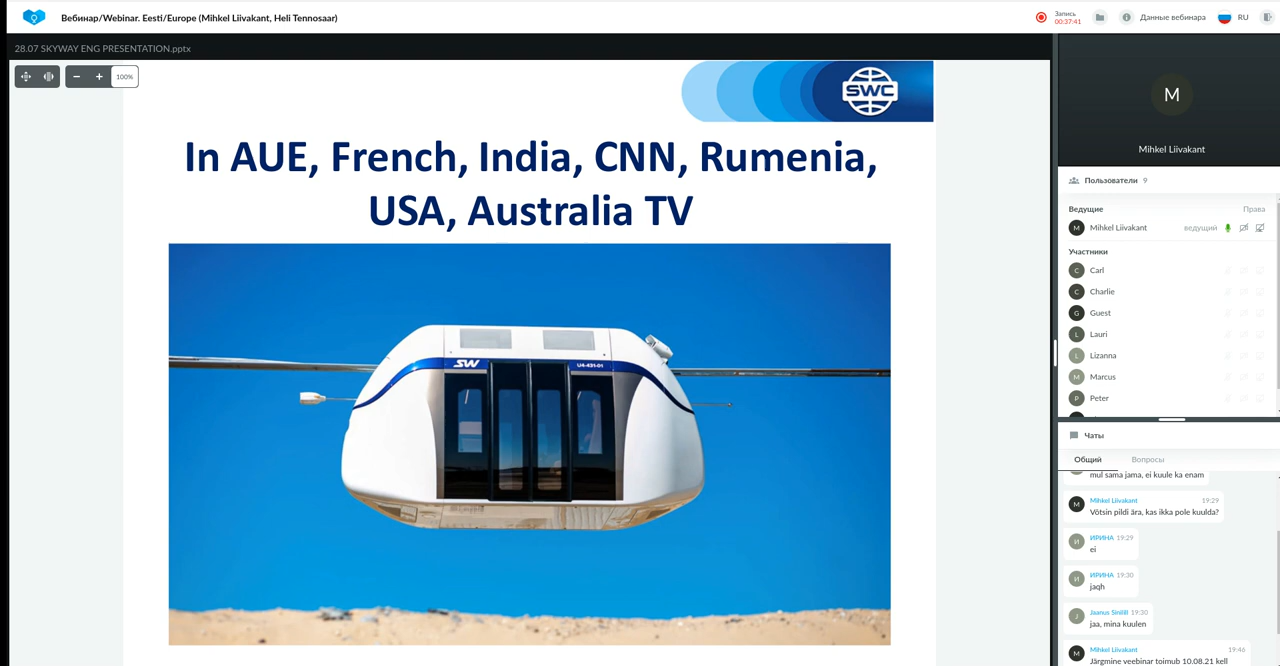 Вебинар/Webinar. Eesti/Europe (Mihkel Liivakant, Heli Tennosaar)
Запись
00:37:41
Данные вебинара
RU
28.07 SKYWAY ENG PRESENTATION.pptx
100%
SWC
In AUE, French, India, CNN, Rumenia,
USA, Australia TV
SW
U4-431-01
M
Mihkel Liivakant
Пользователи 9
Ведущие Права
M Mihkel Liivakant ведущий
Участники
C Carl
C Charlie
G Guest
L Lauri
L Lizanna
M Marcus
P Peter
Чаты
Общий Вопросы
mul sama jama, ei kuule ka enam
M Mihkel Liivakant 19:29
Võtsin pildi ära, kas ikka pole kuulda?
И ИРИНА 19:29
ei
И ИРИНА 19:30
jaqh
J Jaanus Sinilill 19:30
jaa, mina kuulen
M Mihkel Liivakant 19:46
Järgmine veebinar toimub 10.08.21 kell